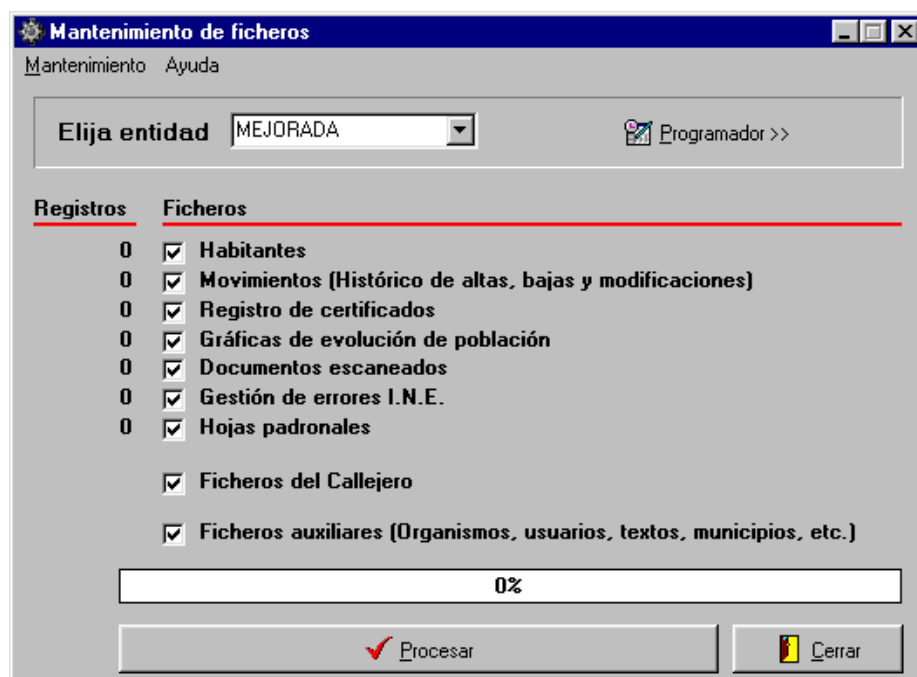 Mantenimiento de ficheros
Mantenimiento Ayuda
Elija entidad MEJORADA Programador >>
Registros Ficheros
0 Habitantes
0 Movimientos (Histórico de altas, bajas y modificaciones)
0 Registro de certificados
0 Gráficas de evolución de población
0 Documentos escaneados
0 Gestión de errores I.N.E.
0 Hojas padronales
Ficheros del Callejero
Ficheros auxiliares (Organismos, usuarios, textos, municipios, etc.)
0%
Procesar Cerrar